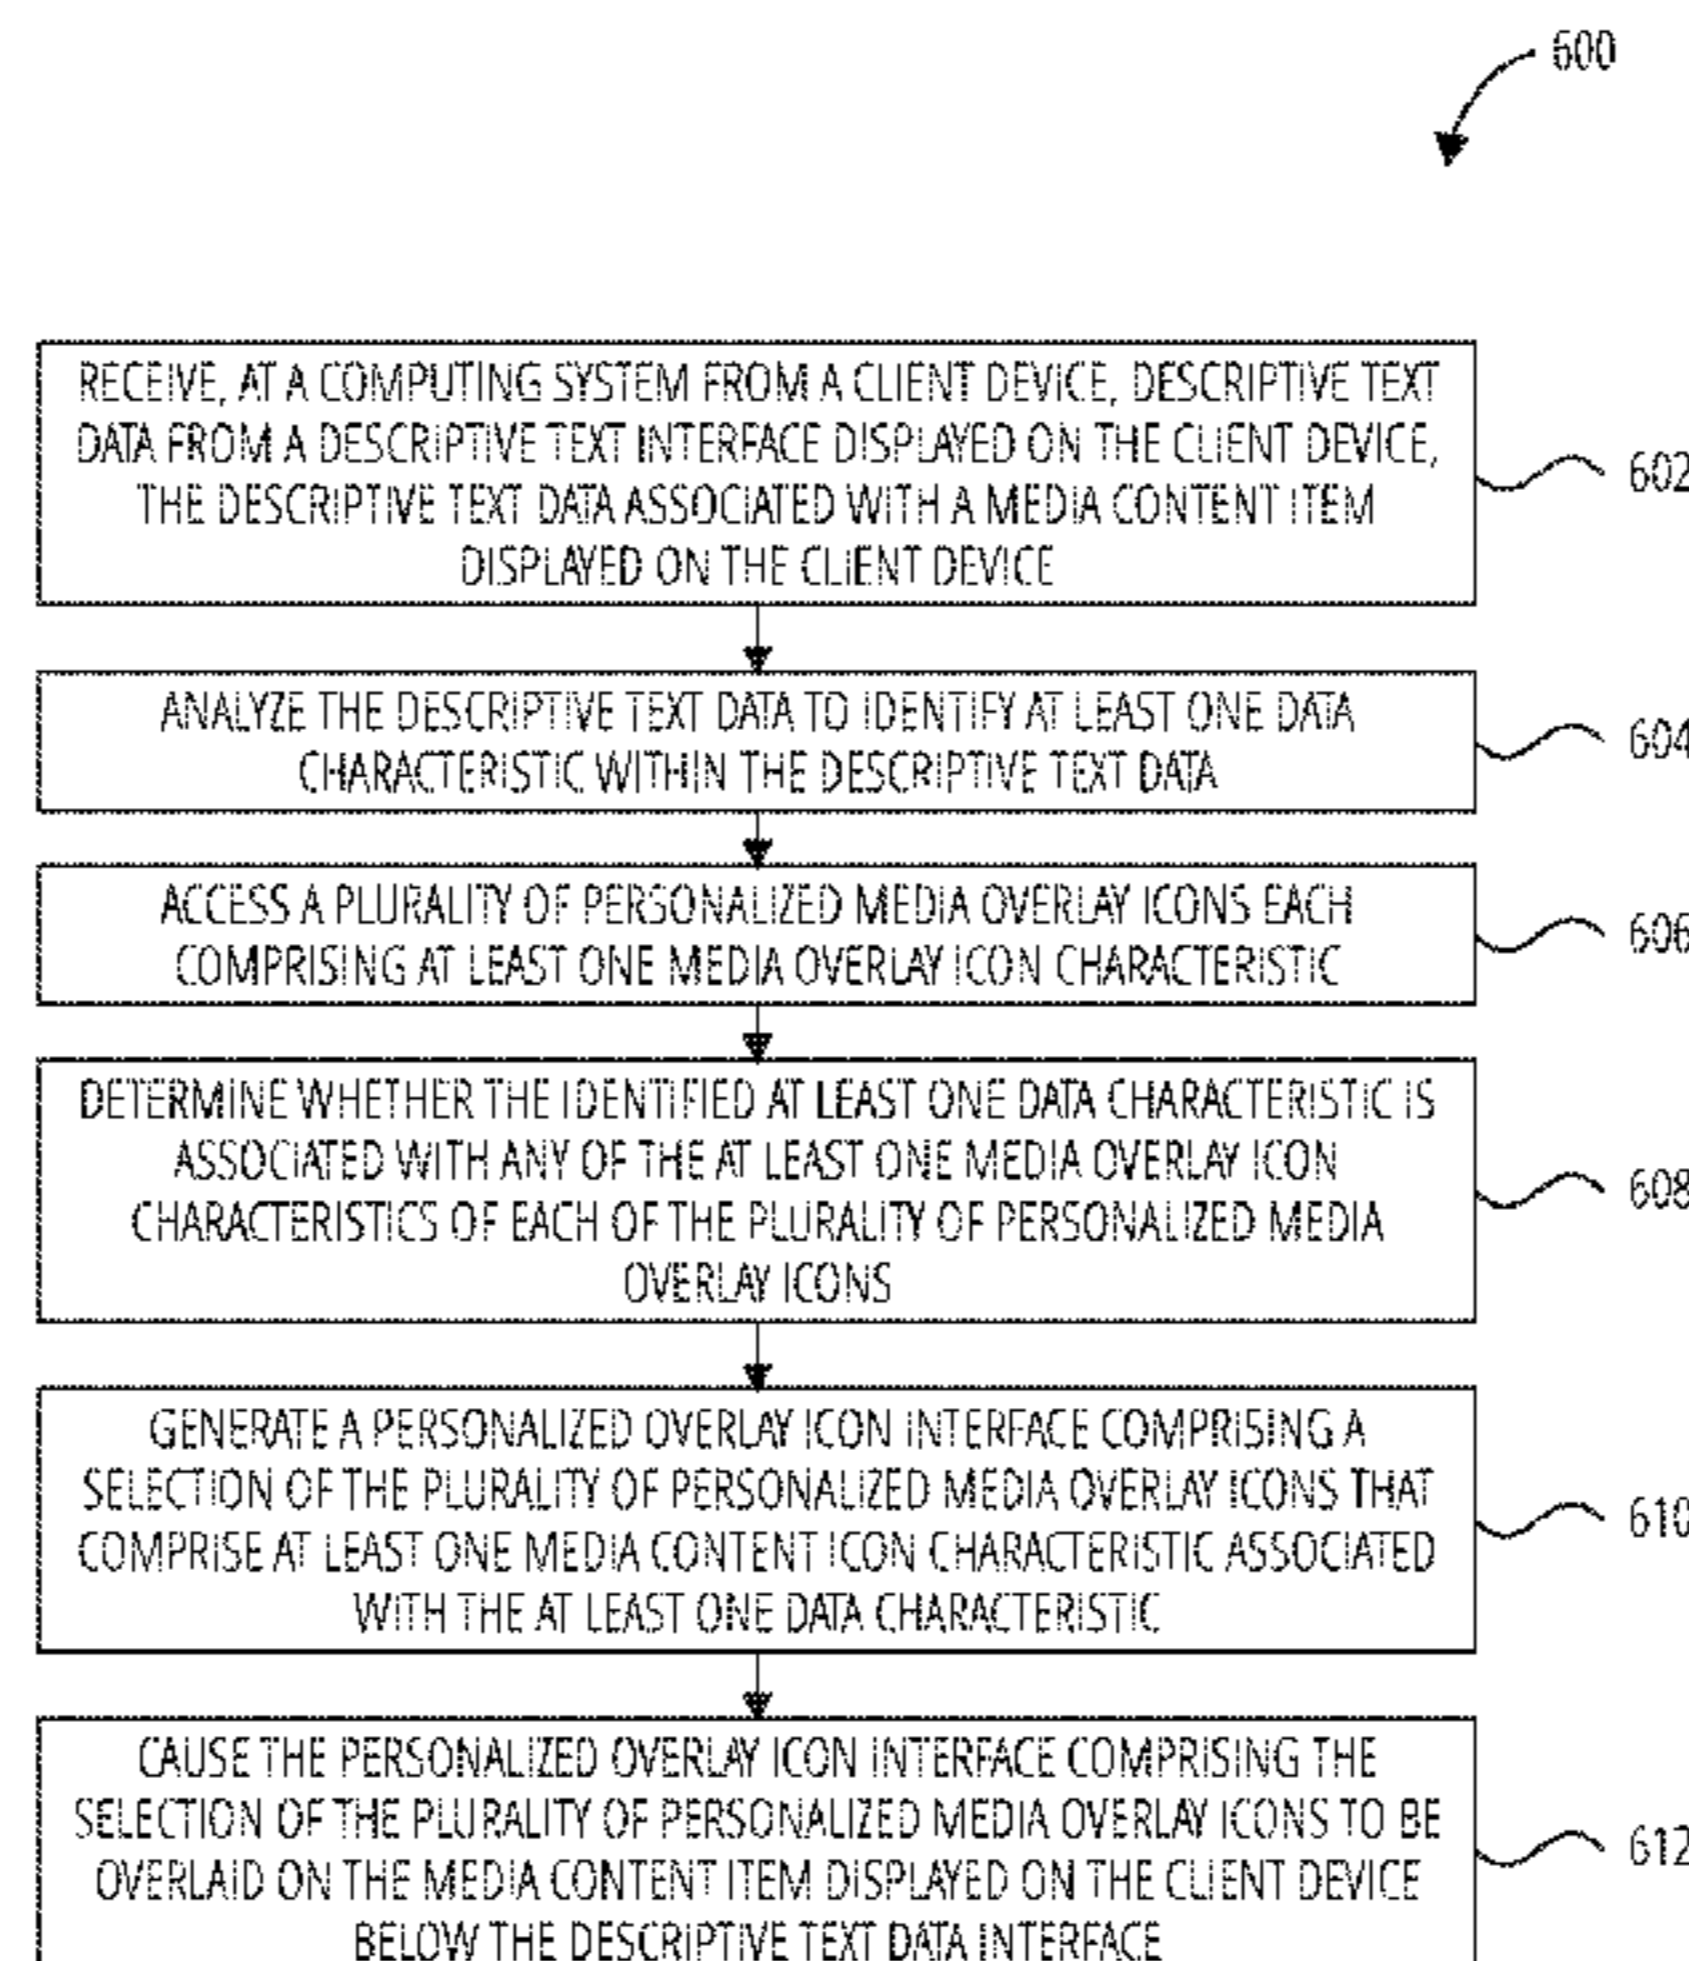 600
RECEIVE, AT A COMPUTING SYSTEM FROM A CLIENT DEVICE, DESCRIPTIVE TEXT
DATA FROM A DESCRIPTIVE TEXT INTERFACE DISPLAYED ON THE CLIENT DEVICE,
THE DESCRIPTIVE TEXT DATA ASSOCIATED WITH A MEDIA CONTENT ITEM
DISPLAYED ON THE CLIENT DEVICE
602
ANALYZE THE DESCRIPTIVE TEXT DATA TO IDENTIFY AT LEAST ONE DATA
CHARACTERISTIC WITHIN THE DESCRIPTIVE TEXT DATA
604
ACCESS A PLURALITY OF PERSONALIZED MEDIA OVERLAY ICONS EACH
COMPRISING AT LEAST ONE MEDIA OVERLAY ICON CHARACTERISTIC
606
DETERMINE WHETHER THE IDENTIFIED AT LEAST ONE DATA CHARACTERISTIC IS
ASSOCIATED WITH ANY OF THE AT LEAST ONE MEDIA OVERLAY ICON
CHARACTERISTICS OF EACH OF THE PLURALITY OF PERSONALIZED MEDIA
OVERLAY ICONS
608
GENERATE A PERSONALIZED OVERLAY ICON INTERFACE COMPRISING A
SELECTION OF THE PLURALITY OF PERSONALIZED MEDIA OVERLAY ICONS THAT
COMPRISE AT LEAST ONE MEDIA CONTENT ICON CHARACTERISTIC ASSOCIATED
WITH THE AT LEAST ONE DATA CHARACTERISTIC
610
CAUSE THE PERSONALIZED OVERLAY ICON INTERFACE COMPRISING THE
SELECTION OF THE PLURALITY OF PERSONALIZED MEDIA OVERLAY ICONS TO BE
OVERLAID ON THE MEDIA CONTENT ITEM DISPLAYED ON THE CLIENT DEVICE
BELOW THE DESCRIPTIVE TEXT DATA INTERFACE
612